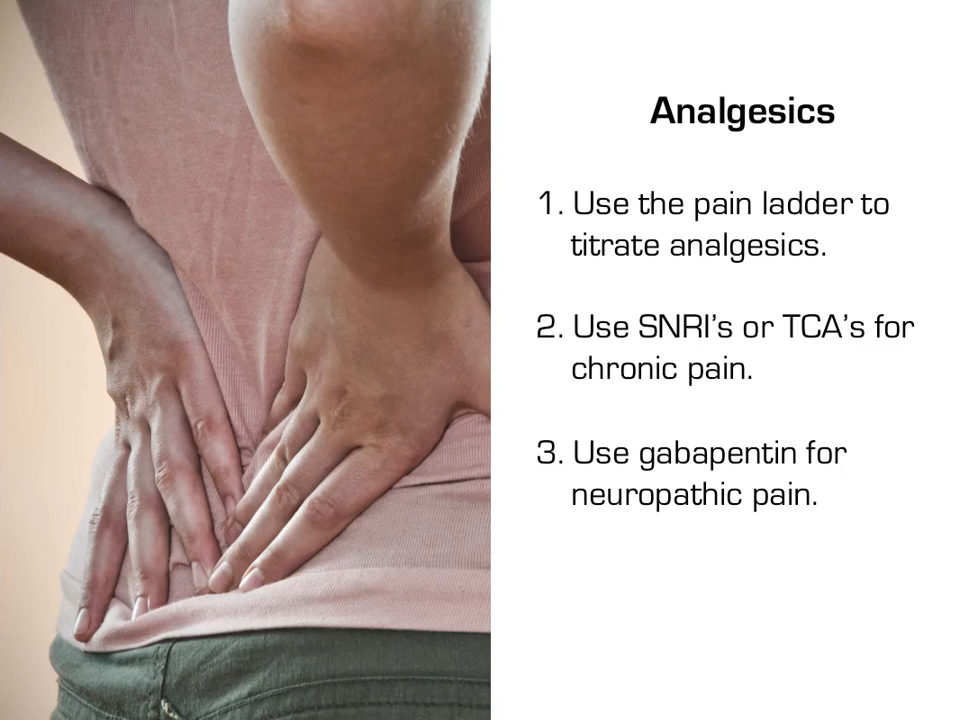 Analgesics
1. Use the pain ladder to
titrate analgesics.
2. Use SNRI’s or TCA’s for
chronic pain.
3. Use gabapentin for
neuropathic pain.